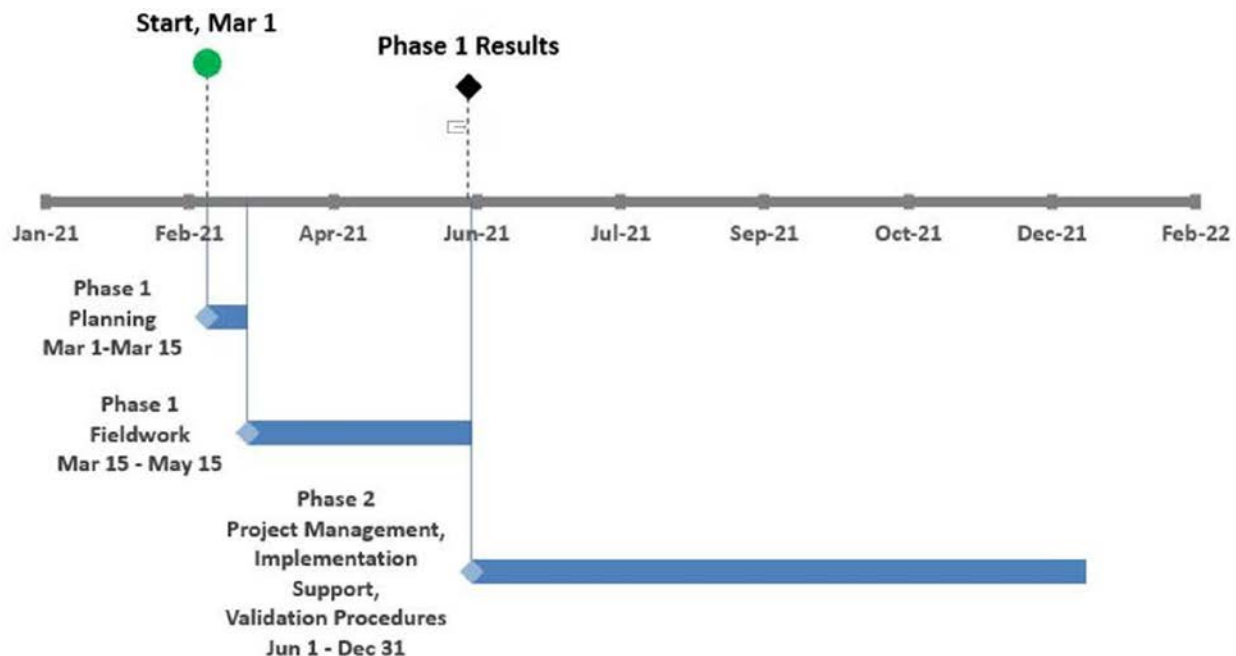 Start, Mar 1
Phase 1 Results
Jan-21
Feb-21
Apr-21
Jun-21
Jul-21
Sep-21
Oct-21
Dec-21
Feb-22
Phase 1
Planning
Mar 1-Mar 15
Phase 1
Fieldwork
Mar 15 - May 15
Phase 2
Project Management,
Implementation
Support,
Validation Procedures
Jun 1 - Dec 31